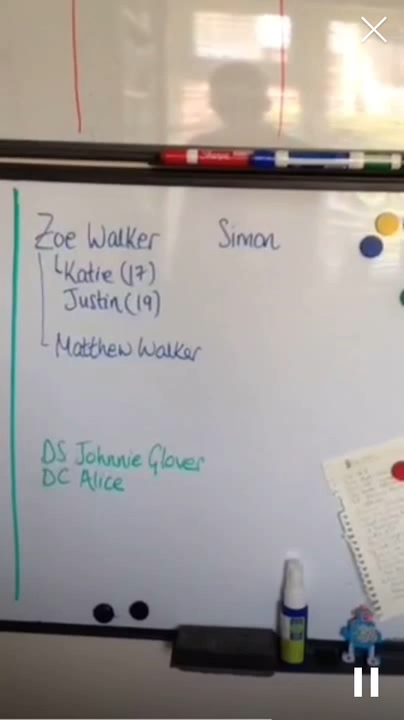 Zoe Walker
Simon
Katie (17)
Justin (19)
Matthew Walker
DS Johnnie Glover
DC Alice